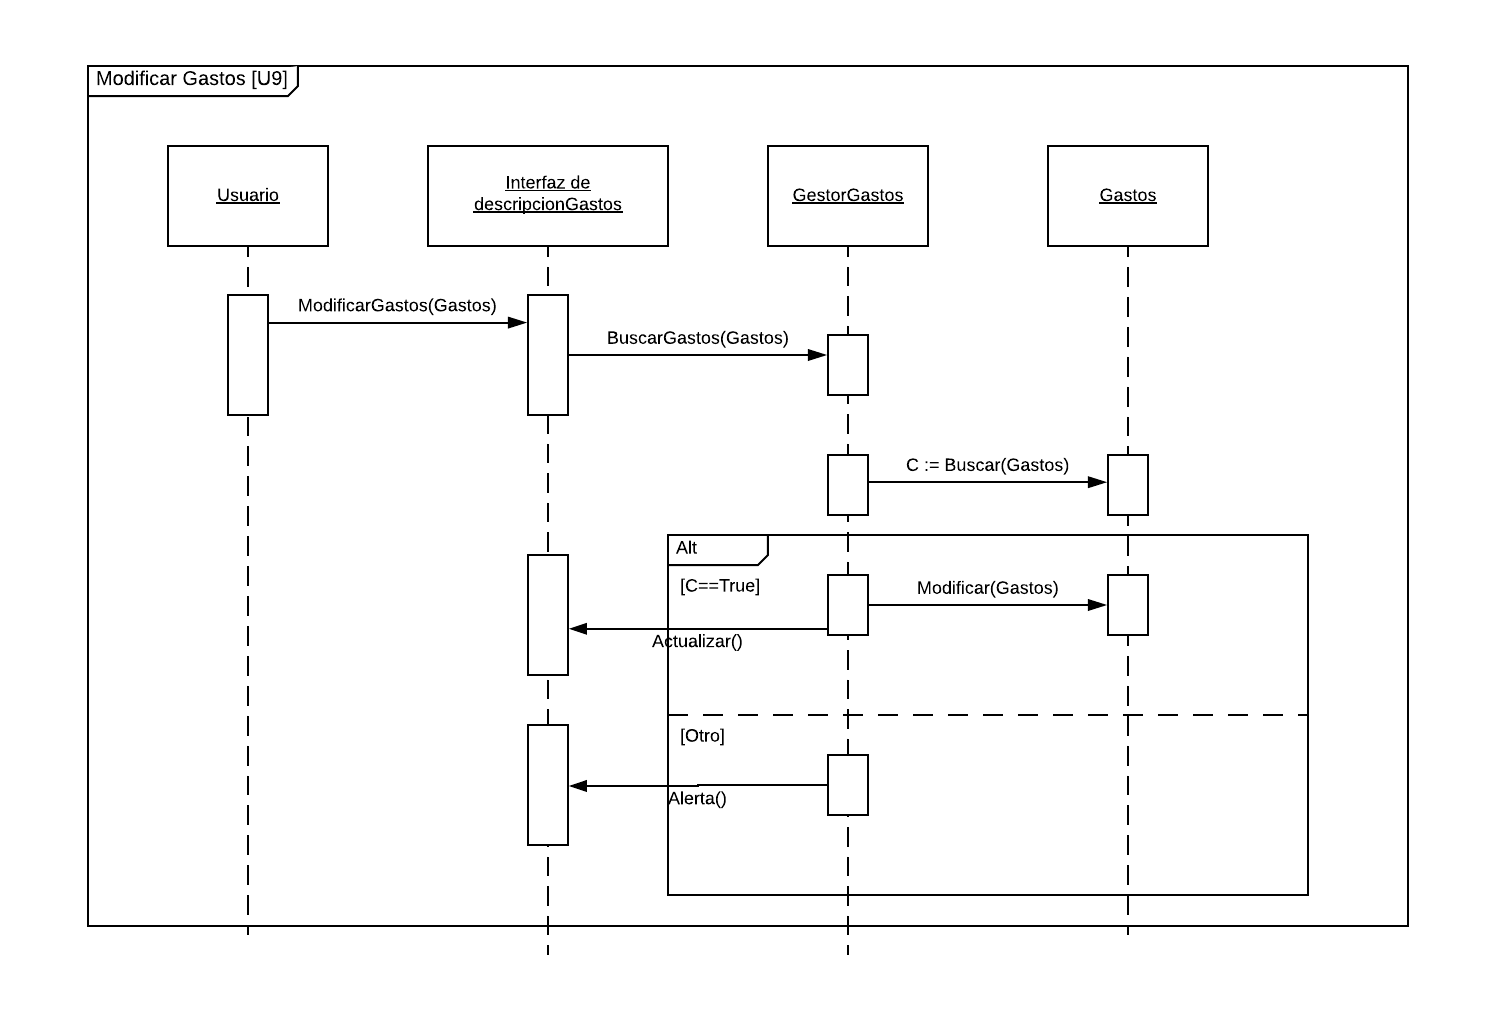 Modificar Gastos [U9]
Usuario
Interfaz de
descripcionGastos
GestorGastos
Gastos
ModificarGastos(Gastos)
BuscarGastos(Gastos)
C := Buscar(Gastos)
Alt
[C==True]
Modificar(Gastos)
Actualizar()
[Otro]
Alerta()